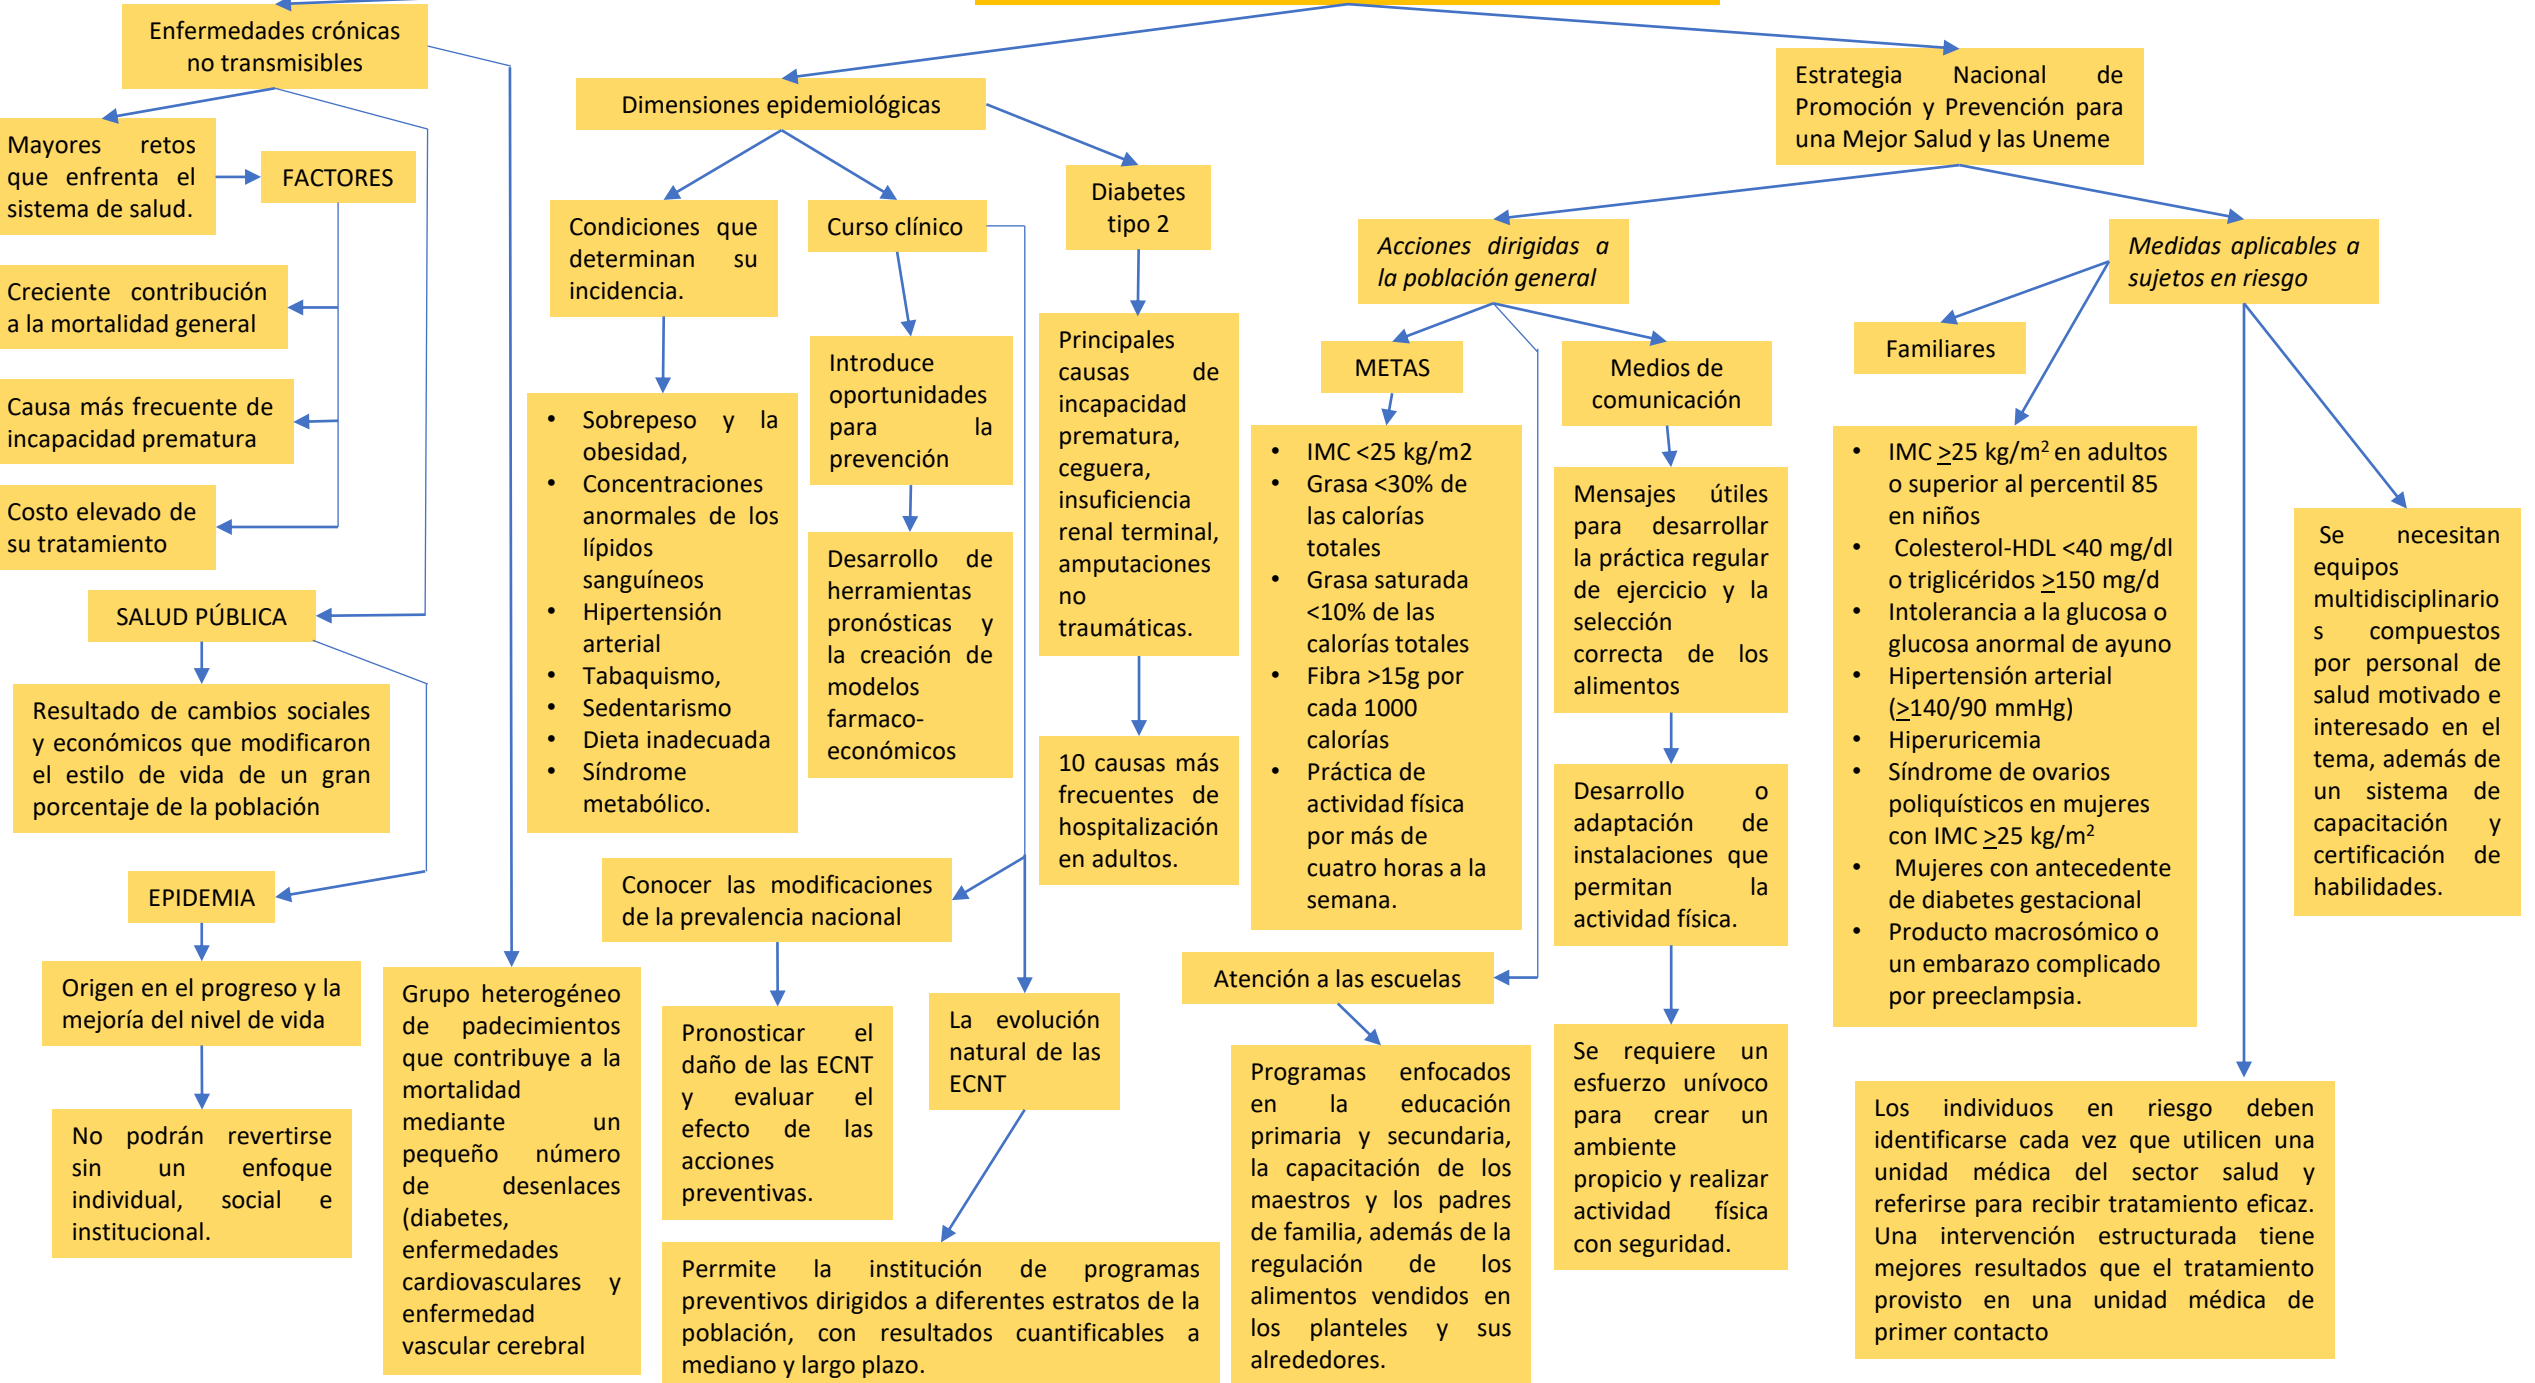 Enfermedades crónicas
no transmisibles
Mayores retos
que enfrenta el
sistema de salud.
FACTORES
Creciente contribución
a la mortalidad general
Causa más frecuente de
incapacidad prematura
Costo elevado de
su tratamiento
SALUD PÚBLICA
Resultado de cambios sociales
y económicos que modificaron
el estilo de vida de un gran
porcentaje de la población
EPIDEMIA
Origen en el progreso y la
mejoría del nivel de vida
No podrán revertirse
sin un enfoque
individual, social e
institucional.
Grupo heterogéneo
de padecimientos
que contribuye a la
mortalidad
mediante un
pequeño número
de desenlaces
(diabetes,
enfermedades
cardiovasculares y
enfermedad
vascular cerebral
Dimensiones epidemiológicas
Condiciones que
determinan su
incidencia.
• Sobrepeso y la
obesidad,
• Concentraciones
anormales de los
lípidos
sanguíneos
• Hipertensión
arterial
• Tabaquismo,
• Sedentarismo
• Dieta inadecuada
• Síndrome
metabólico.
Curso clínico
Introduce
oportunidades
para la
prevención
Desarrollo de
herramientas
pronósticas y
la creación de
modelos
farmaco-
económicos
Conocer las modificaciones
de la prevalencia nacional
Pronosticar el
daño de las ECNT
y evaluar el
efecto de las
acciones
preventivas.
La evolución
natural de las
ECNT
Perrmite la institución de programas
preventivos dirigidos a diferentes estratos de la
población, con resultados cuantificables a
mediano y largo plazo.
Diabetes
tipo 2
Principales
causas de
incapacidad
prematura,
ceguera,
insuficiencia
renal terminal,
amputaciones
no
traumáticas.
10 causas más
frecuentes de
hospitalización
en adultos.
Estrategia Nacional de
Promoción y Prevención para
una Mejor Salud y las Uneme
Acciones dirigidas a
la población general
METAS
• IMC <25 kg/m2
• Grasa <30% de
las calorías
totales
• Grasa saturada
<10% de las
calorías totales
• Fibra >15g por
cada 1000
calorías
• Práctica de
actividad física
por más de
cuatro horas a la
semana.
Atención a las escuelas
Programas enfocados
en la educación
primaria y secundaria,
la capacitación de los
maestros y los padres
de familia, además de la
regulación de los
alimentos vendidos en
los planteles y sus
alrededores.
Medios de
comunicación
Mensajes útiles
para desarrollar
la práctica regular
de ejercicio y la
selección
correcta de los
alimentos
Desarrollo o
adaptación de
instalaciones que
permitan la
actividad física.
Se requiere un
esfuerzo unívoco
para crear un
ambiente
propicio y realizar
actividad física
con seguridad.
Medidas aplicables a
sujetos en riesgo
Familiares
• IMC ≥25 kg/m² en adultos
o superior al percentil 85
en niños
• Colesterol-HDL <40 mg/dl
o triglicéridos ≥150 mg/d
• Intolerancia a la glucosa o
glucosa anormal de ayuno
• Hipertensión arterial
(≥140/90 mmHg)
• Hiperuricemia
• Síndrome de ovarios
poliquísticos en mujeres
con IMC ≥25 kg/m²
• Mujeres con antecedente
de diabetes gestacional
• Producto macrosómico o
un embarazo complicado
por preeclampsia.
Los individuos en riesgo deben
identificarse cada vez que utilicen una
unidad médica del sector salud y
referirse para recibir tratamiento eficaz.
Una intervención estructurada tiene
mejores resultados que el tratamiento
provisto en una unidad médica de
primer contacto
Se necesitan
equipos
multidisciplinario
s compuestos
por personal de
salud motivado e
interesado en el
tema, además de
un sistema de
capacitación y
certificación de
habilidades.